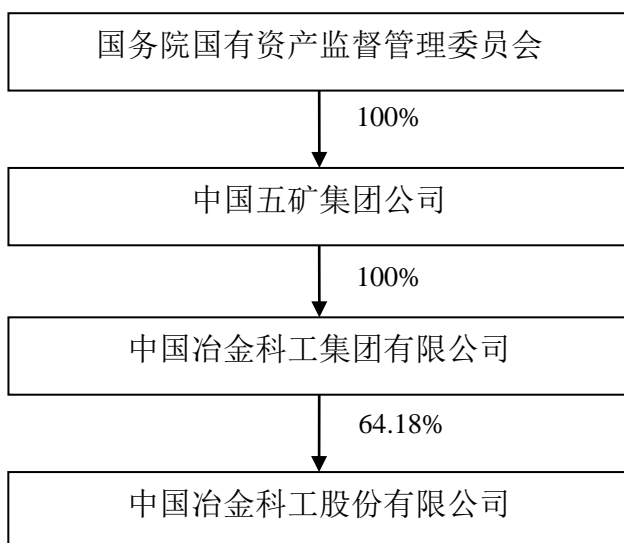 国务院国有资产监督管理委员会
100%
中国五矿集团公司
100%
中国冶金科工集团有限公司
64.18%
中国冶金科工股份有限公司